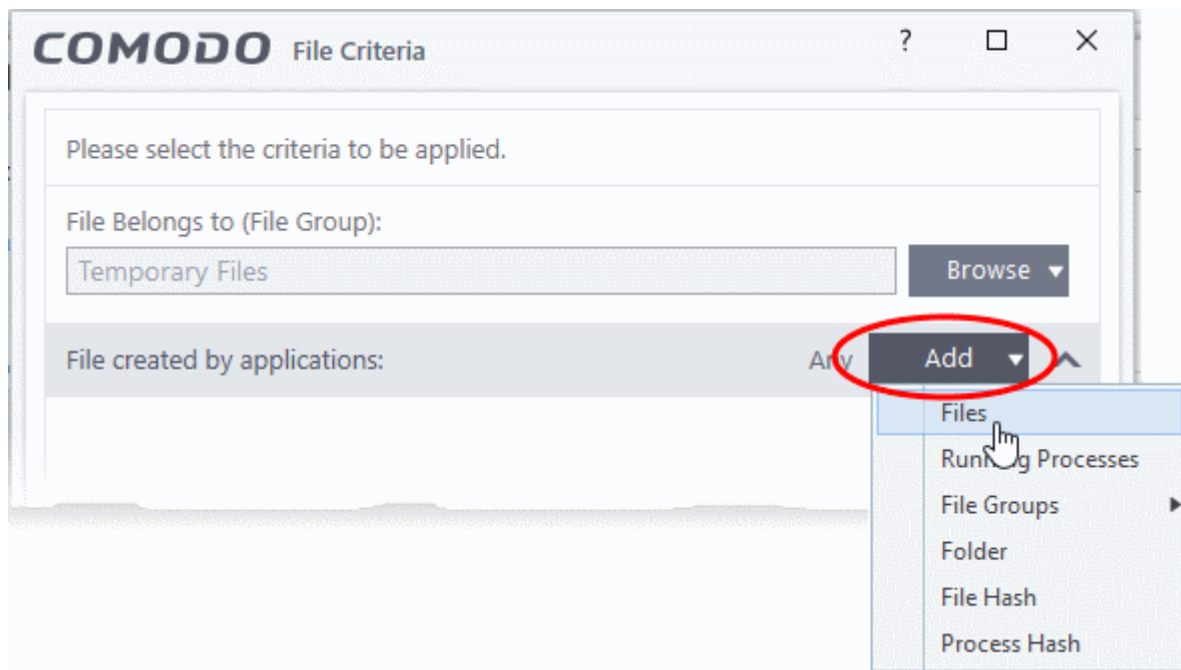 COMODO File Criteria ?
Please select the criteria to be applied.
File Belongs to (File Group):
Temporary Files Browse
File created by applications: Any Add
Files
Running Processes
File Groups
Folder
File Hash
Process Hash